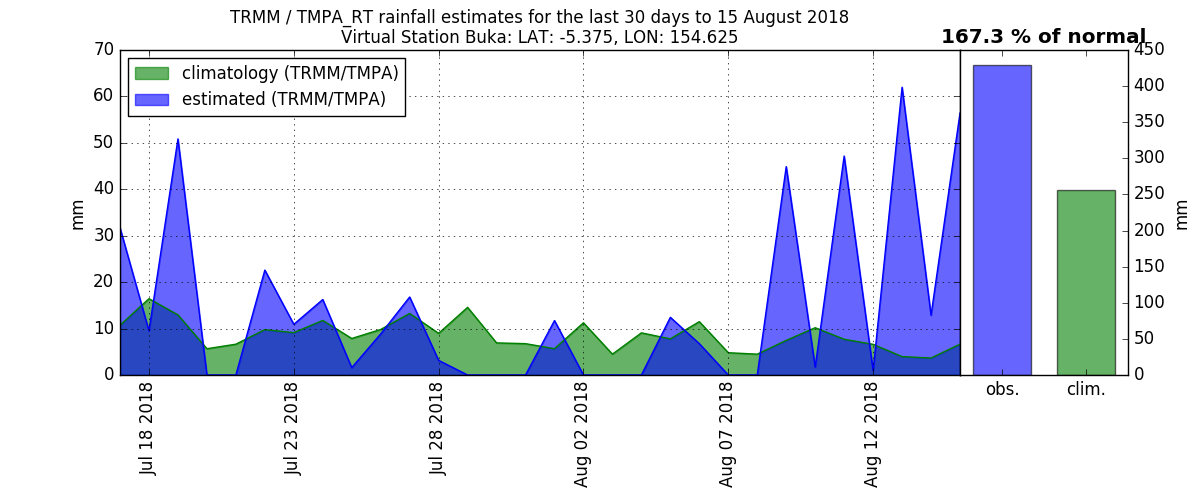 TRMM / TMPA_RT rainfall estimates for the last 30 days to 15 August 2018
Virtual Station Buka: LAT: -5.375, LON: 154.625
167.3 % of normal
climatology (TRMM/TMPA)
estimated (TRMM/TMPA)
70
60
50
40
30
20
10
0
mm
Jul 18 2018
Jul 23 2018
Jul 28 2018
Aug 02 2018
Aug 07 2018
Aug 12 2018
450
400
350
300
250
200
150
100
50
0
mm
obs.
clim.